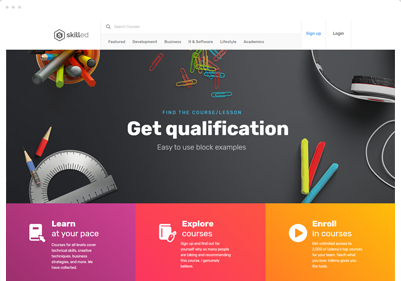 Search Courses
skilled
Sign up
Login
Featured
Development
Business
It & Software
Lifestyle
Academics
FIND THE COURSE/LESSON
Get qualification
Easy to use block examples
Learn
at your pace
Courses for all levels cover
technical skills, creative
techniques, business
strategies, and more. We
have collected.
Explore
in courses
Sign up and find out for
yourself why so many people
are taking and recommending
this course. I genuinely
believe.
Enroll
in courses
Get unlimited access to
2,000 of Udemy's top courses
for your team. Teach what
you love. Udemy gives you
the tools.